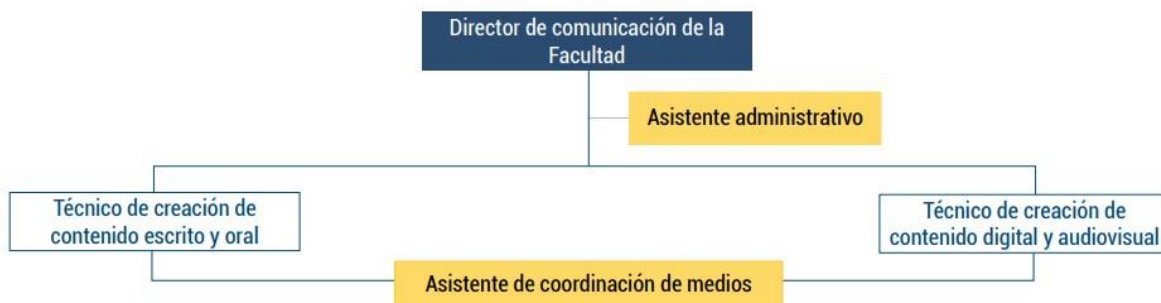 Director de comunicación de la
Facultad
Asistente administrativo
Técnico de creación de
contenido escrito y oral
Técnico de creación de
contenido digital y audiovisual
Asistente de coordinación de medios